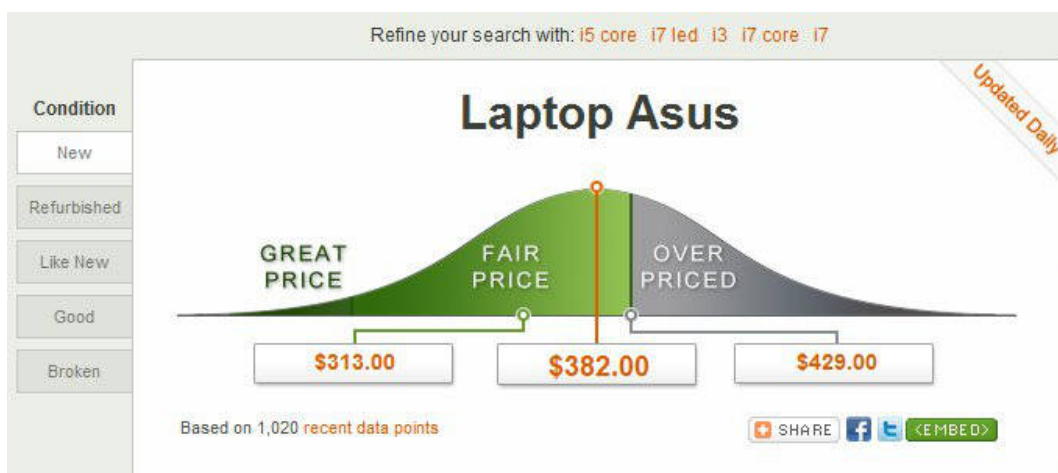 Refine your search with: i5 core i7 led i3 i7 core i7
Updated Daily
Condition
New
Refurbished
Like New
Good
Broken
Laptop Asus
GREAT PRICE
FAIR PRICE
OVER PRICED
$313.00
$382.00
$429.00
Based on 1,020 recent data points
SHARE
f
t
<EMBED>